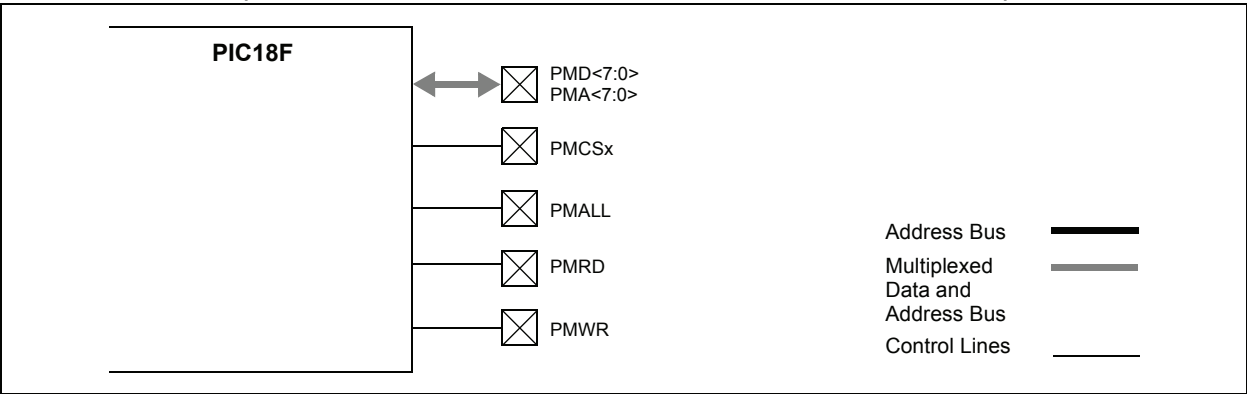 PIC18F
PMD<7:0>
PMA<7:0>
PMCSx
PMALL
PMRD
PMWR
Address Bus
Multiplexed
Data and
Address Bus
Control Lines